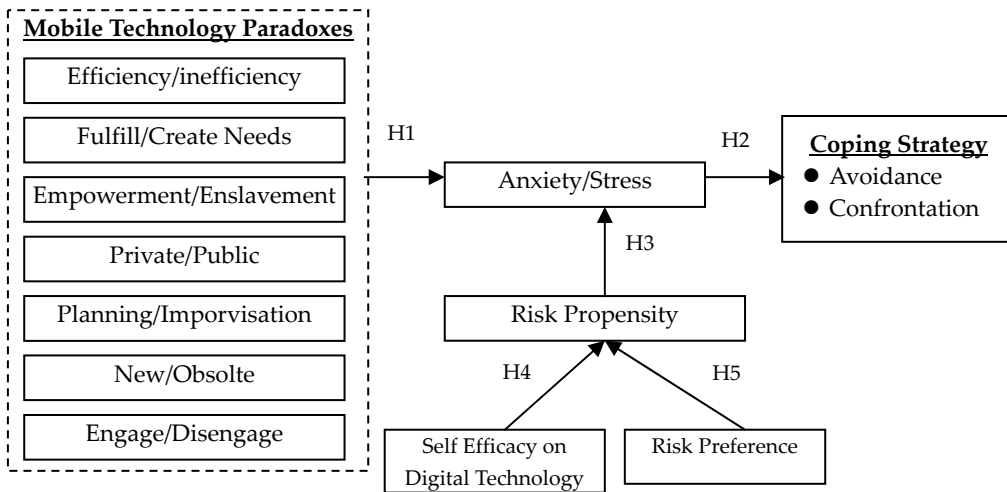 Mobile Technology Paradoxes
Efficiency/inefficiency
Fulfill/Create Needs
Empowerment/Enslavement
Private/Public
Planning/Imporvisation
New/Obsolte
Engage/Disengage
H1
Anxiety/Stress
H2
Coping Strategy
● Avoidance
● Confrontation
H3
Risk Propensity
H4
H5
Self Efficacy on
Digital Technology
Risk Preference